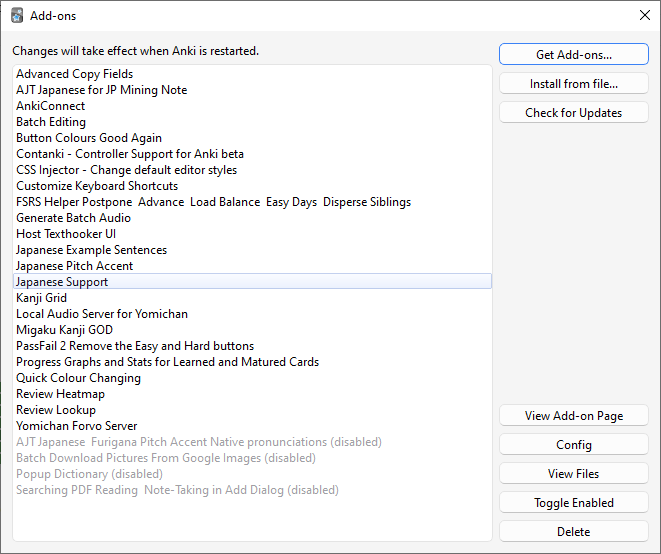 Add-ons
Changes will take effect when Anki is restarted.
Advanced Copy Fields
AJT Japanese for JP Mining Note
AnkiConnect
Batch Editing
Button Colours Good Again
Contanki - Controller Support for Anki beta
CSS Injector - Change default editor styles
Customize Keyboard Shortcuts
FSRS Helper Postpone  Advance  Load Balance  Easy Days  Disperse Siblings
Generate Batch Audio
Host Texthooker UI
Japanese Example Sentences
Japanese Pitch Accent
Japanese Support
Kanji Grid
Local Audio Server for Yomichan
Migaku Kanji GOD
PassFail 2 Remove the Easy and Hard buttons
Progress Graphs and Stats for Learned and Matured Cards
Quick Colour Changing
Review Heatmap
Review Lookup
Yomichan Forvo Server
AJT Japanese  Furigana Pitch Accent Native pronunciations (disabled)
Batch Download Pictures From Google Images (disabled)
Popup Dictionary (disabled)
Searching PDF Reading  Note-Taking in Add Dialog (disabled)
Get Add-ons...
Install from file...
Check for Updates
View Add-on Page
Config
View Files
Toggle Enabled
Delete